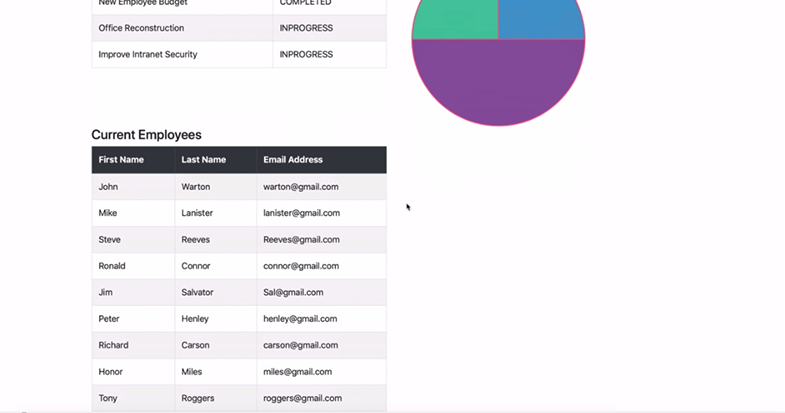 New Employee Budget COMPLETED
Office Reconstruction INPROGRESS
Improve Intranet Security INPROGRESS
Current Employees
First Name Last Name Email Address
John Warton warton@gmail.com
Mike Lanister lanister@gmail.com
Steve Reeves Reeves@gmail.com
Ronald Connor connor@gmail.com
Jim Salvator Sal@gmail.com
Peter Henley henley@gmail.com
Richard Carson carson@gmail.com
Honor Miles miles@gmail.com
Tony Roggers roggers@gmail.com